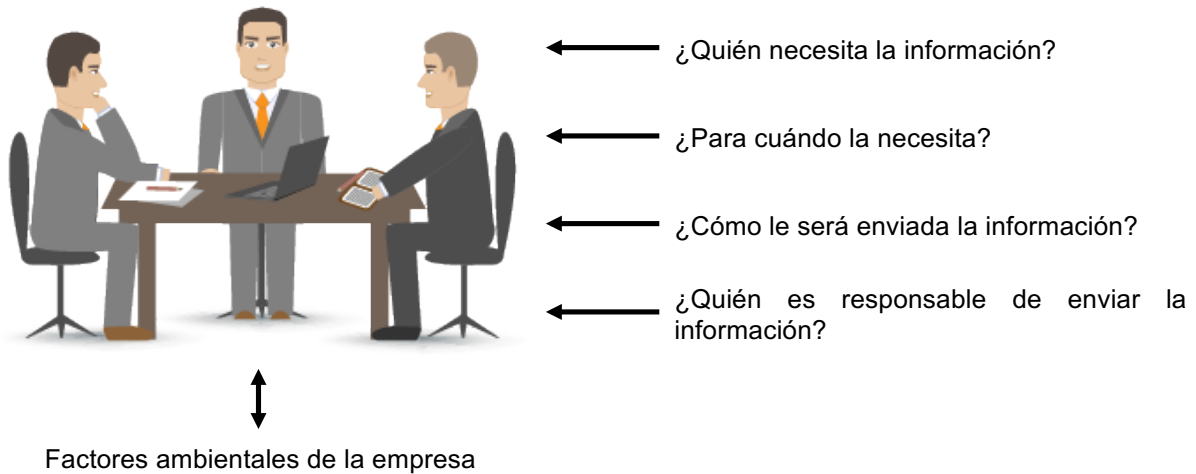 ¿Quién necesita la información?
¿Para cuándo la necesita?
¿Cómo le será enviada la información?
¿Quién es responsable de enviar la
información?
Factores ambientales de la empresa